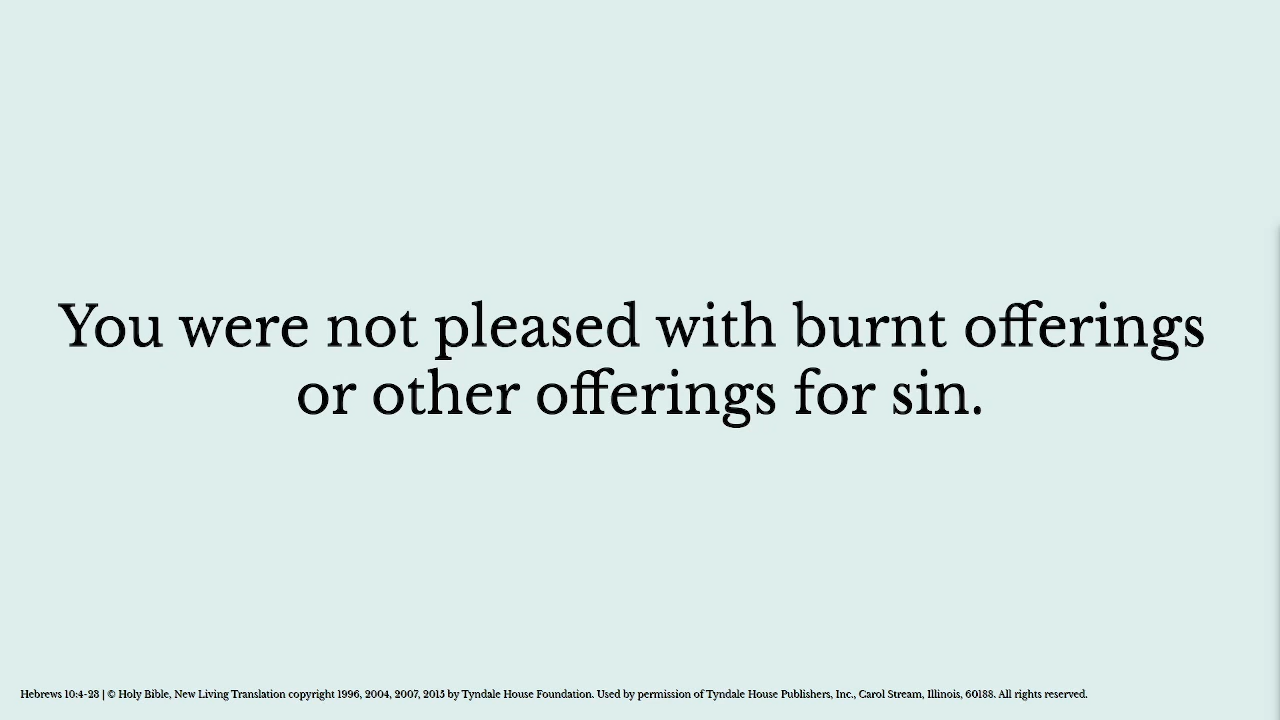 You were not pleased with burnt offerings
or other offerings for sin.
Hebrews 10:4-28 | © Holy Bible, New Living Translation copyright 1996, 2004, 2007, 2015 by Tyndale House Foundation. Used by permission of Tyndale House Publishers, Inc., Carol Stream, Illinois, 60188. All rights reserved.